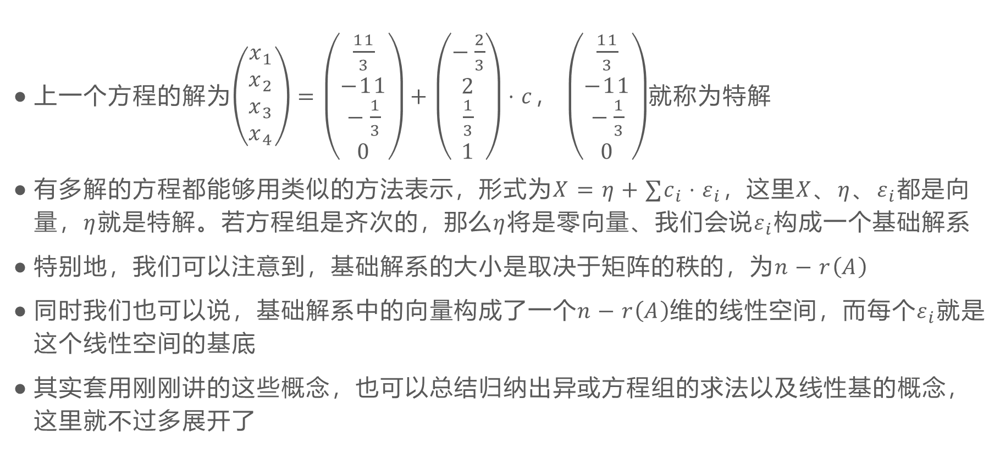 ● 上一个方程的解为$\begin{pmatrix} x_1 \\ x_2 \\ x_3 \\ x_4 \end{pmatrix} = \begin{pmatrix} \frac{11}{3} \\ -11 \\ -\frac{1}{3} \\ 0 \end{pmatrix} + \begin{pmatrix} -\frac{2}{3} \\ 2 \\ \frac{1}{3} \\ 1 \end{pmatrix} \cdot c$， $\begin{pmatrix} \frac{11}{3} \\ -11 \\ -\frac{1}{3} \\ 0 \end{pmatrix}$就称为特解
● 有多解的方程都能够用类似的方法表示，形式为$X = \eta + \sum c_i \cdot \varepsilon_i$，这里$X$、$\eta$、$\varepsilon_i$都是向
量，$\eta$就是特解。若方程组是齐次的，那么$\eta$将是零向量、我们会说$\varepsilon_i$构成一个基础解系
● 特别地，我们可以注意到，基础解系的大小是取决于矩阵的秩的，为$n - r(A)$
● 同时我们也可以说，基础解系中的向量构成了一个$n - r(A)$维的线性空间，而每个$\varepsilon_i$就是
这个线性空间的基底
● 其实套用刚刚讲的这些概念，也可以总结归纳出异或方程组的求法以及线性基的概念，
这里就不过多展开了